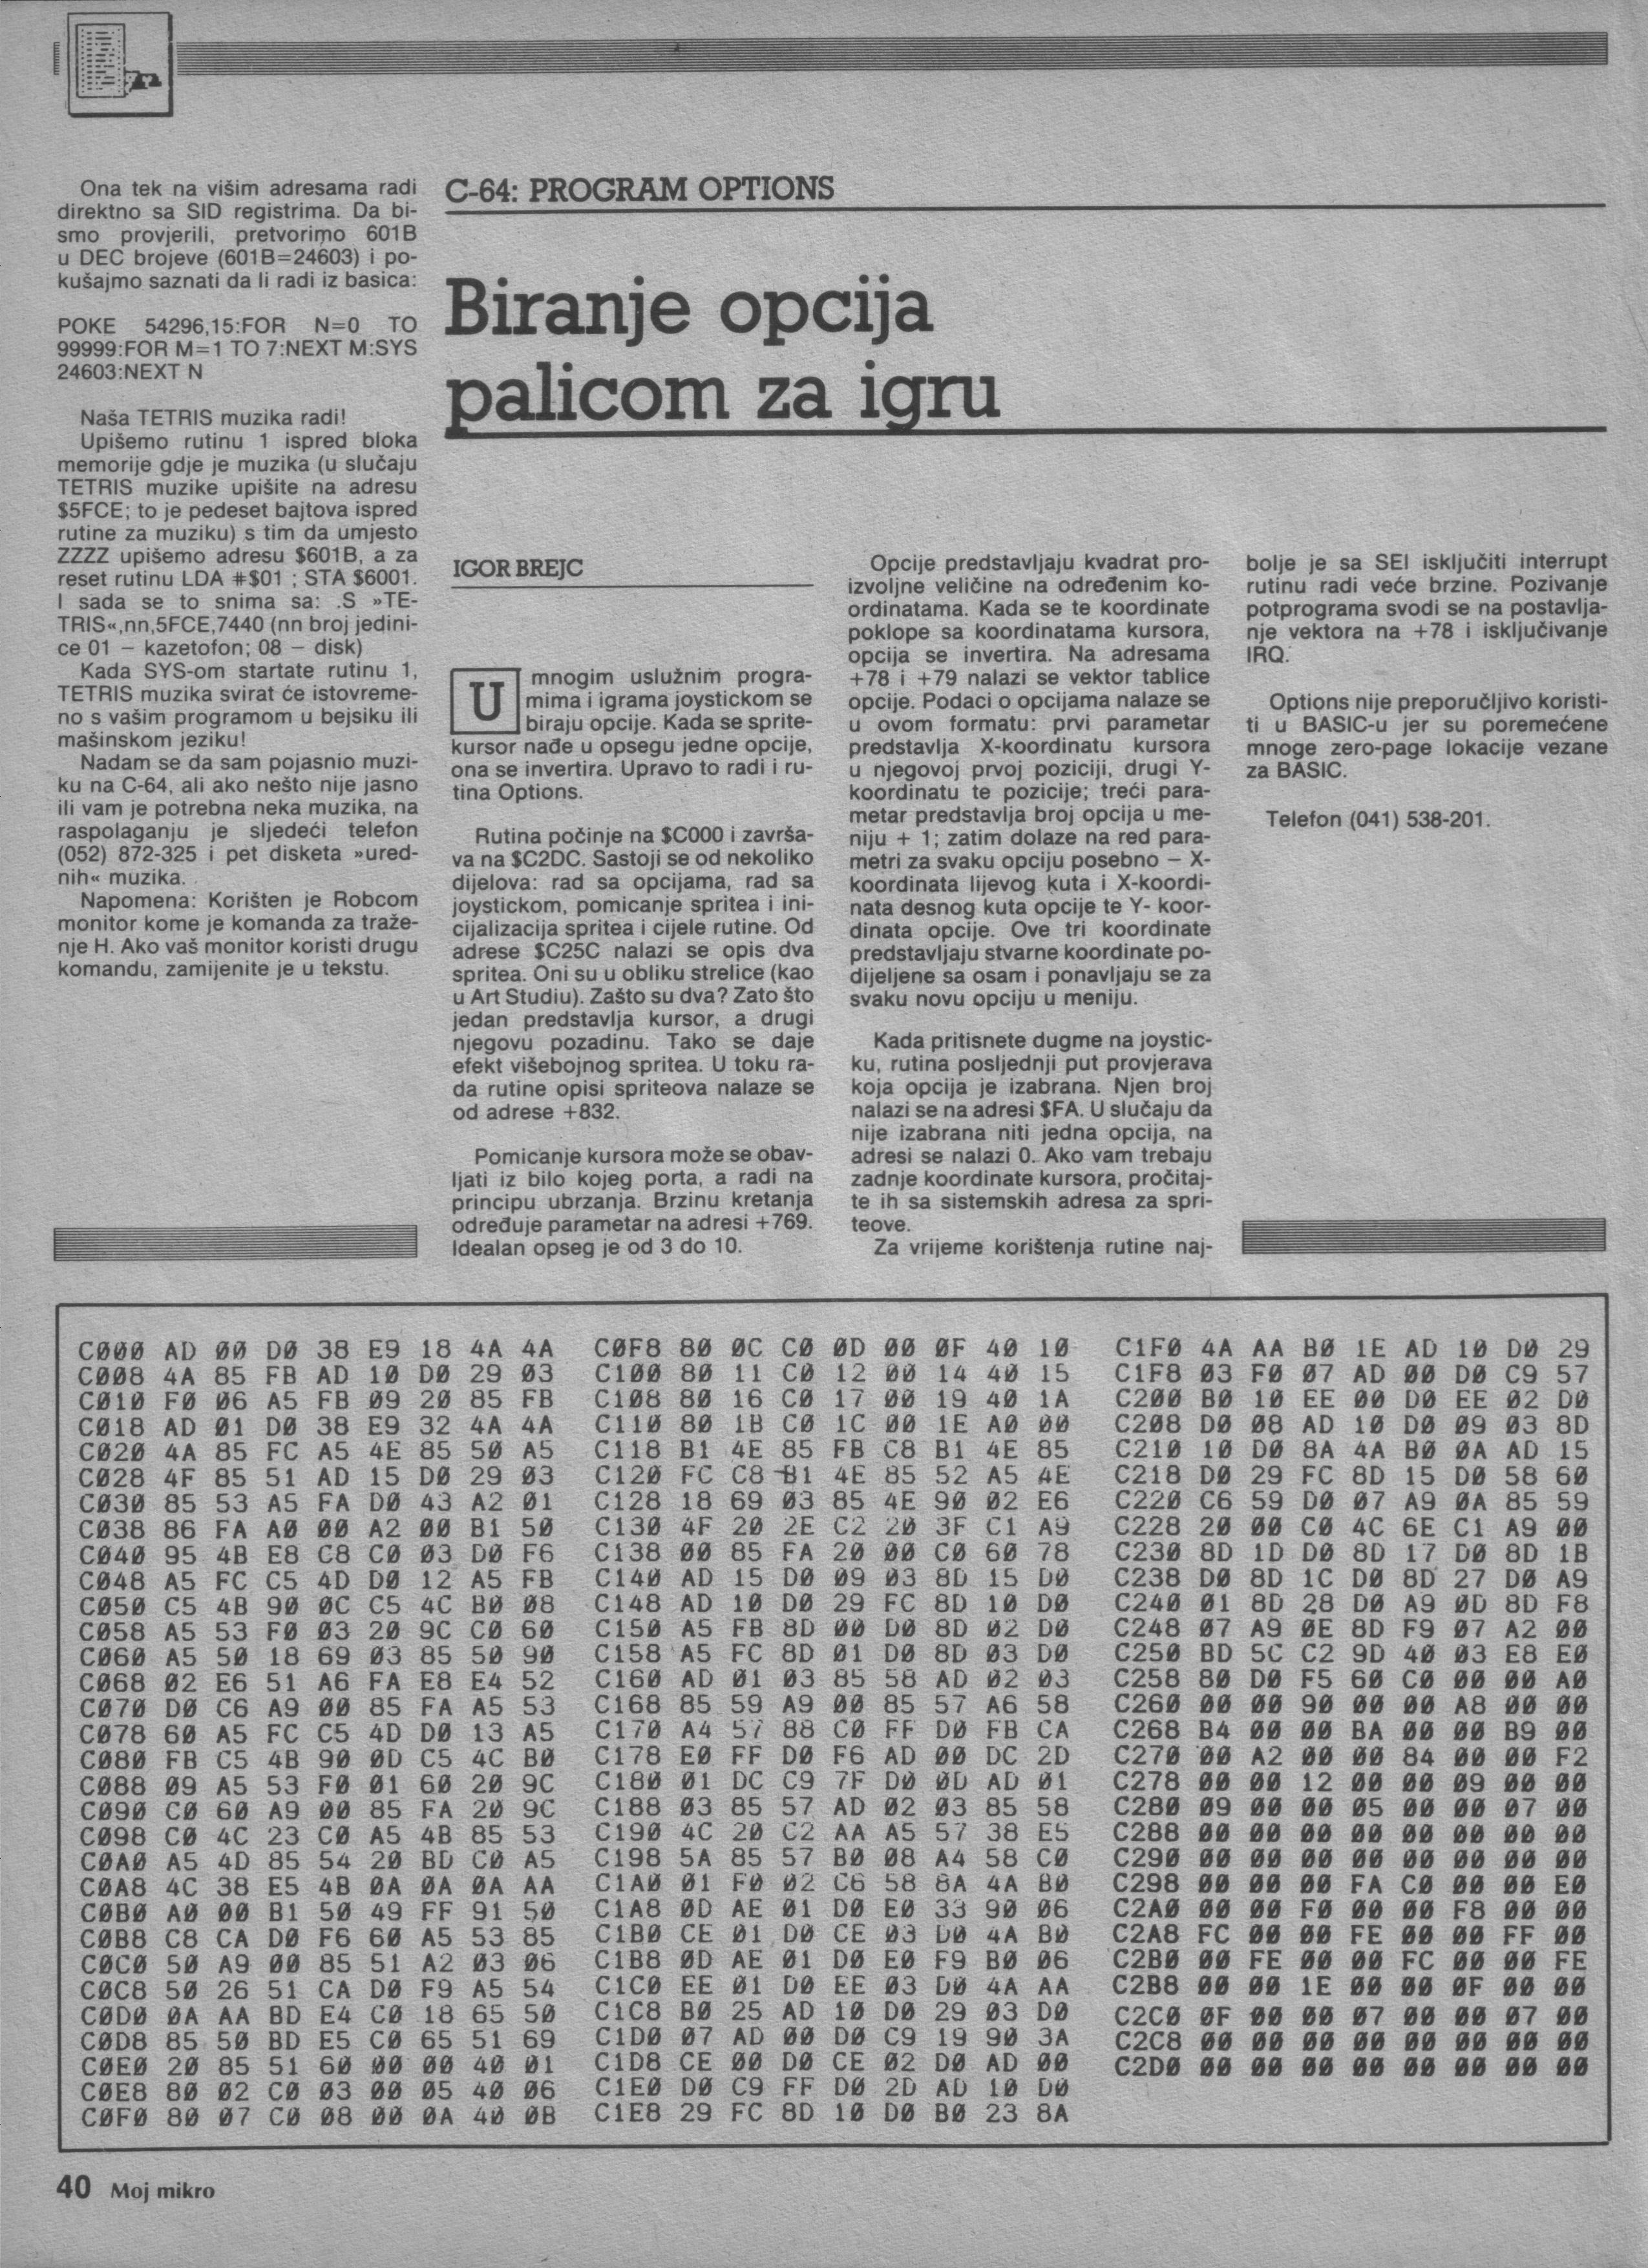 Ona tek na višim adresama radi
direktno sa SID registrima. Da bi-
smo provjerili, pretvorimo 601B
u DEC brojeve (601B=24603) i po-
kušajmo saznati da li radi iz basica:
POKE 54296,15:FOR N=0 TO
99999:FOR M=1 TO 7:NEXT M:SYS
24603:NEXT N
Naša TETRIS muzika radi!
Upišemo rutinu 1 ispred bloka
memorije gdje je muzika (u slučaju
TETRIS muzike upišite na adresu
$5FCE; to je pedeset bajtova ispred
rutine za muziku) s tim da umjesto
ZZZZ upišemo adresu $601B, a za
reset rutinu LDA #$01 ; STA $6001.
I sada se to snima sa: .S »TE-
TRIS«,nn,5FCE,7440 (nn broj jedini-
ce 01 – kazetofon; 08 – disk)
Kada SYS-om startate rutinu 1,
TETRIS muzika svirat će istovreme-
no s vašim programom u bejsiku ili
mašinskom jeziku!
Nadam se da sam pojasnio muzi-
ku na C-64, ali ako nešto nije jasno
ili vam je potrebna neka muzika, na
raspolaganju je sljedeći telefon
(052) 872-325 i pet disketa »ured-
nih« muzika.
Napomena: Korišten je Robcom
monitor kome je komanda za traže-
nje H. Ako vaš monitor koristi drugu
komandu, zamijenite je u tekstu.
C-64: PROGRAM OPTIONS
Biranje opcija
palicom za igru
IGOR BREJC
U mnogim uslužnim progra-
mima i igrama joystickom se
biraju opcije. Kada se sprite-
kursor nađe u opsegu jedne opcije,
ona se invertira. Upravo to radi i ru-
tina Options.
Rutina počinje na $C000 i završa-
va na $C2DC. Sastoji se od nekoliko
dijelova: rad sa opcijama, rad sa
joystickom, pomicanje spritea i ini-
cijalizacija spritea i cijele rutine. Od
adrese $C25C nalazi se opis dva
spritea. Oni su u obliku strelice (kao
u Art Studiu). Zašto su dva? Zato što
jedan predstavlja kursor, a drugi
njegovu pozadinu. Tako se daje
efekt višebojnog spritea. U toku ra-
da rutine opisi spriteova nalaze se
od adrese +832.
Pomicanje kursora može se obav-
ljati iz bilo kojeg porta, a radi na
principu ubrzanja. Brzinu kretanja
određuje parametar na adresi +769.
Idealan opseg je od 3 do 10.
Opcije predstavljaju kvadrat pro-
izvoljne veličine na određenim ko-
ordinatama. Kada se te koordinate
poklope sa koordinatama kursora,
opcija se invertira. Na adresama
+78 i +79 nalazi se vektor tablice
opcije. Podaci o opcijama nalaze se
u ovom formatu: prvi parametar
predstavlja X-koordinatu kursora
u njegovoj prvoj poziciji, drugi Y-
koordinatu te pozicije; treći para-
metar predstavlja broj opcija u me-
niju + 1; zatim dolaze na red para-
metri za svaku opciju posebno – X-
koordinata lijevog kuta i X-koordi-
nata desnog kuta opcije te Y- koor-
dinata opcije. Ove tri koordinate
predstavljaju stvarne koordinate po-
dijeljene sa osam i ponavljaju se za
svaku novu opciju u meniju.
Kada pritisnete dugme na joystic-
ku, rutina posljednji put provjerava
koja opcija je izabrana. Njen broj
nalazi se na adresi $FA. U slučaju da
nije izabrana niti jedna opcija, na
adresi se nalazi 0. Ako vam trebaju
zadnje koordinate kursora, pročitaj-
te ih sa sistemskih adresa za spri-
teove.
Za vrijeme korištenja rutine naj-
bolje je sa SEI isključiti interrupt
rutinu radi veće brzine. Pozivanje
potprograma svodi se na postavlja-
nje vektora na +78 i isključivanje
IRQ.
Options nije preporučljivo koristi-
ti u BASIC-u jer su poremećene
mnoge zero-page lokacije vezane
za BASIC.
Telefon (041) 538-201.
C000 AD 00 D0 38 E9 18 4A 4A
C008 4A 85 FB AD 10 D0 29 03
C010 F0 06 A5 FB 09 20 85 FB
C018 AD 01 D0 38 E9 32 4A 4A
C020 4A 85 FC A5 4E 85 50 A5
C028 4F 85 51 AD 15 D0 29 03
C030 85 53 A5 FA D0 43 A2 01
C038 86 FA A0 00 A2 00 B1 50
C040 95 4B E8 C8 C0 03 D0 F6
C048 A5 FC C5 4D D0 12 A5 FB
C050 C5 4B 90 0C C5 4C B0 08
C058 A5 53 F0 03 20 9C C0 60
C060 A5 50 18 69 03 85 50 90
C068 02 E6 51 A6 FA E8 E4 52
C070 D0 C6 A9 00 85 FA A5 53
C078 60 A5 FC C5 4D D0 13 A5
C080 FB C5 4B 90 0D C5 4C B0
C088 09 A5 53 F0 01 60 20 9C
C090 C0 60 A9 00 85 FA 20 9C
C098 C0 4C 23 C0 A5 4B 85 53
C0A0 A5 4D 85 54 20 BD C0 A5
C0A8 4C 38 E5 4B 0A 0A 0A AA
C0B0 A0 00 B1 50 49 FF 91 50
C0B8 C8 CA D0 F6 60 A5 53 85
C0C0 50 A9 00 85 51 A2 03 06
C0C8 50 26 51 CA D0 F9 A5 54
C0D0 0A AA BD E4 C0 18 65 50
C0D8 85 50 BD E5 C0 65 51 69
C0E0 20 85 51 60 00 00 40 01
C0E8 80 02 C0 03 00 05 40 06
C0F0 80 07 C0 08 00 0A 40 0B
C0F8 80 0C C0 0D 00 0F 40 10
C100 80 11 C0 12 00 14 40 15
C108 80 16 C0 17 00 19 40 1A
C110 80 1B C0 1C 00 1E A0 00
C118 B1 4E 85 FB C8 B1 4E 85
C120 FC C8 B1 4E 85 52 A5 4E
C128 18 69 03 85 4E 90 02 E6
C130 4F 20 2E C2 20 3F C1 A9
C138 00 85 FA 20 00 C0 60 78
C140 AD 15 D0 09 03 8D 15 D0
C148 AD 10 D0 29 FC 8D 10 D0
C150 A5 FB 8D 00 D0 8D 02 D0
C158 A5 FC 8D 01 D0 8D 03 D0
C160 AD 01 03 85 58 AD 02 03
C168 85 59 A9 00 85 57 A6 58
C170 A4 57 88 C0 FF D0 FB CA
C178 E0 FF D0 F6 AD 00 DC 2D
C180 01 DC C9 7F D0 0D AD 01
C188 03 85 57 AD 02 03 85 58
C190 4C 20 C2 AA A5 57 38 E5
C198 5A 85 57 B0 08 A4 58 C0
C1A0 01 F0 02 C6 58 8A 4A B0
C1A8 0D AE 01 D0 E0 33 90 06
C1B0 CE 01 D0 CE 03 D0 4A B0
C1B8 0D AE 01 D0 E0 F9 B0 06
C1C0 EE 01 D0 EE 03 D0 4A AA
C1C8 B0 25 AD 10 D0 29 03 D0
C1D0 07 AD 00 D0 C9 19 90 3A
C1D8 CE 00 D0 CE 02 D0 AD 00
C1E0 D0 C9 FF D0 2D AD 10 D0
C1E8 29 FC 8D 10 D0 B0 23 8A
C1F0 4A AA B0 1E AD 10 D0 29
C1F8 03 F0 07 AD 00 D0 C9 57
C200 B0 10 EE 00 D0 EE 02 D0
C208 D0 08 AD 10 D0 09 03 8D
C210 10 D0 8A 4A B0 0A AD 15
C218 D0 29 FC 8D 15 D0 58 60
C220 C6 59 D0 07 A9 0A 85 59
C228 20 00 C0 4C 6E C1 A9 00
C230 8D 1D D0 8D 17 D0 8D 1B
C238 D0 8D 1C D0 8D 27 D0 A9
C240 01 8D 28 D0 A9 0D 8D F8
C248 07 A9 0E 8D F9 07 A2 00
C250 BD 5C C2 9D 40 03 E8 E0
C258 80 D0 F5 60 C0 00 00 A0
C260 00 00 90 00 00 A8 00 00
C268 B4 00 00 BA 00 00 B9 00
C270 00 A2 00 00 84 00 00 F2
C278 00 00 12 00 00 09 00 00
C280 09 00 00 05 00 00 07 00
C288 00 00 00 00 00 00 00 00
C290 00 00 00 00 00 00 00 00
C298 00 00 00 FA C0 00 00 E0
C2A0 00 00 F0 00 00 F8 00 00
C2A8 FC 00 00 FE 00 00 FF 00
C2B0 00 FE 00 00 FC 00 00 FE
C2B8 00 00 1E 00 00 0F 00 00
C2C0 0F 00 00 07 00 00 07 00
C2C8 00 00 00 00 00 00 00 00
C2D0 00 00 00 00 00 00 00 00
40 Moj mikro